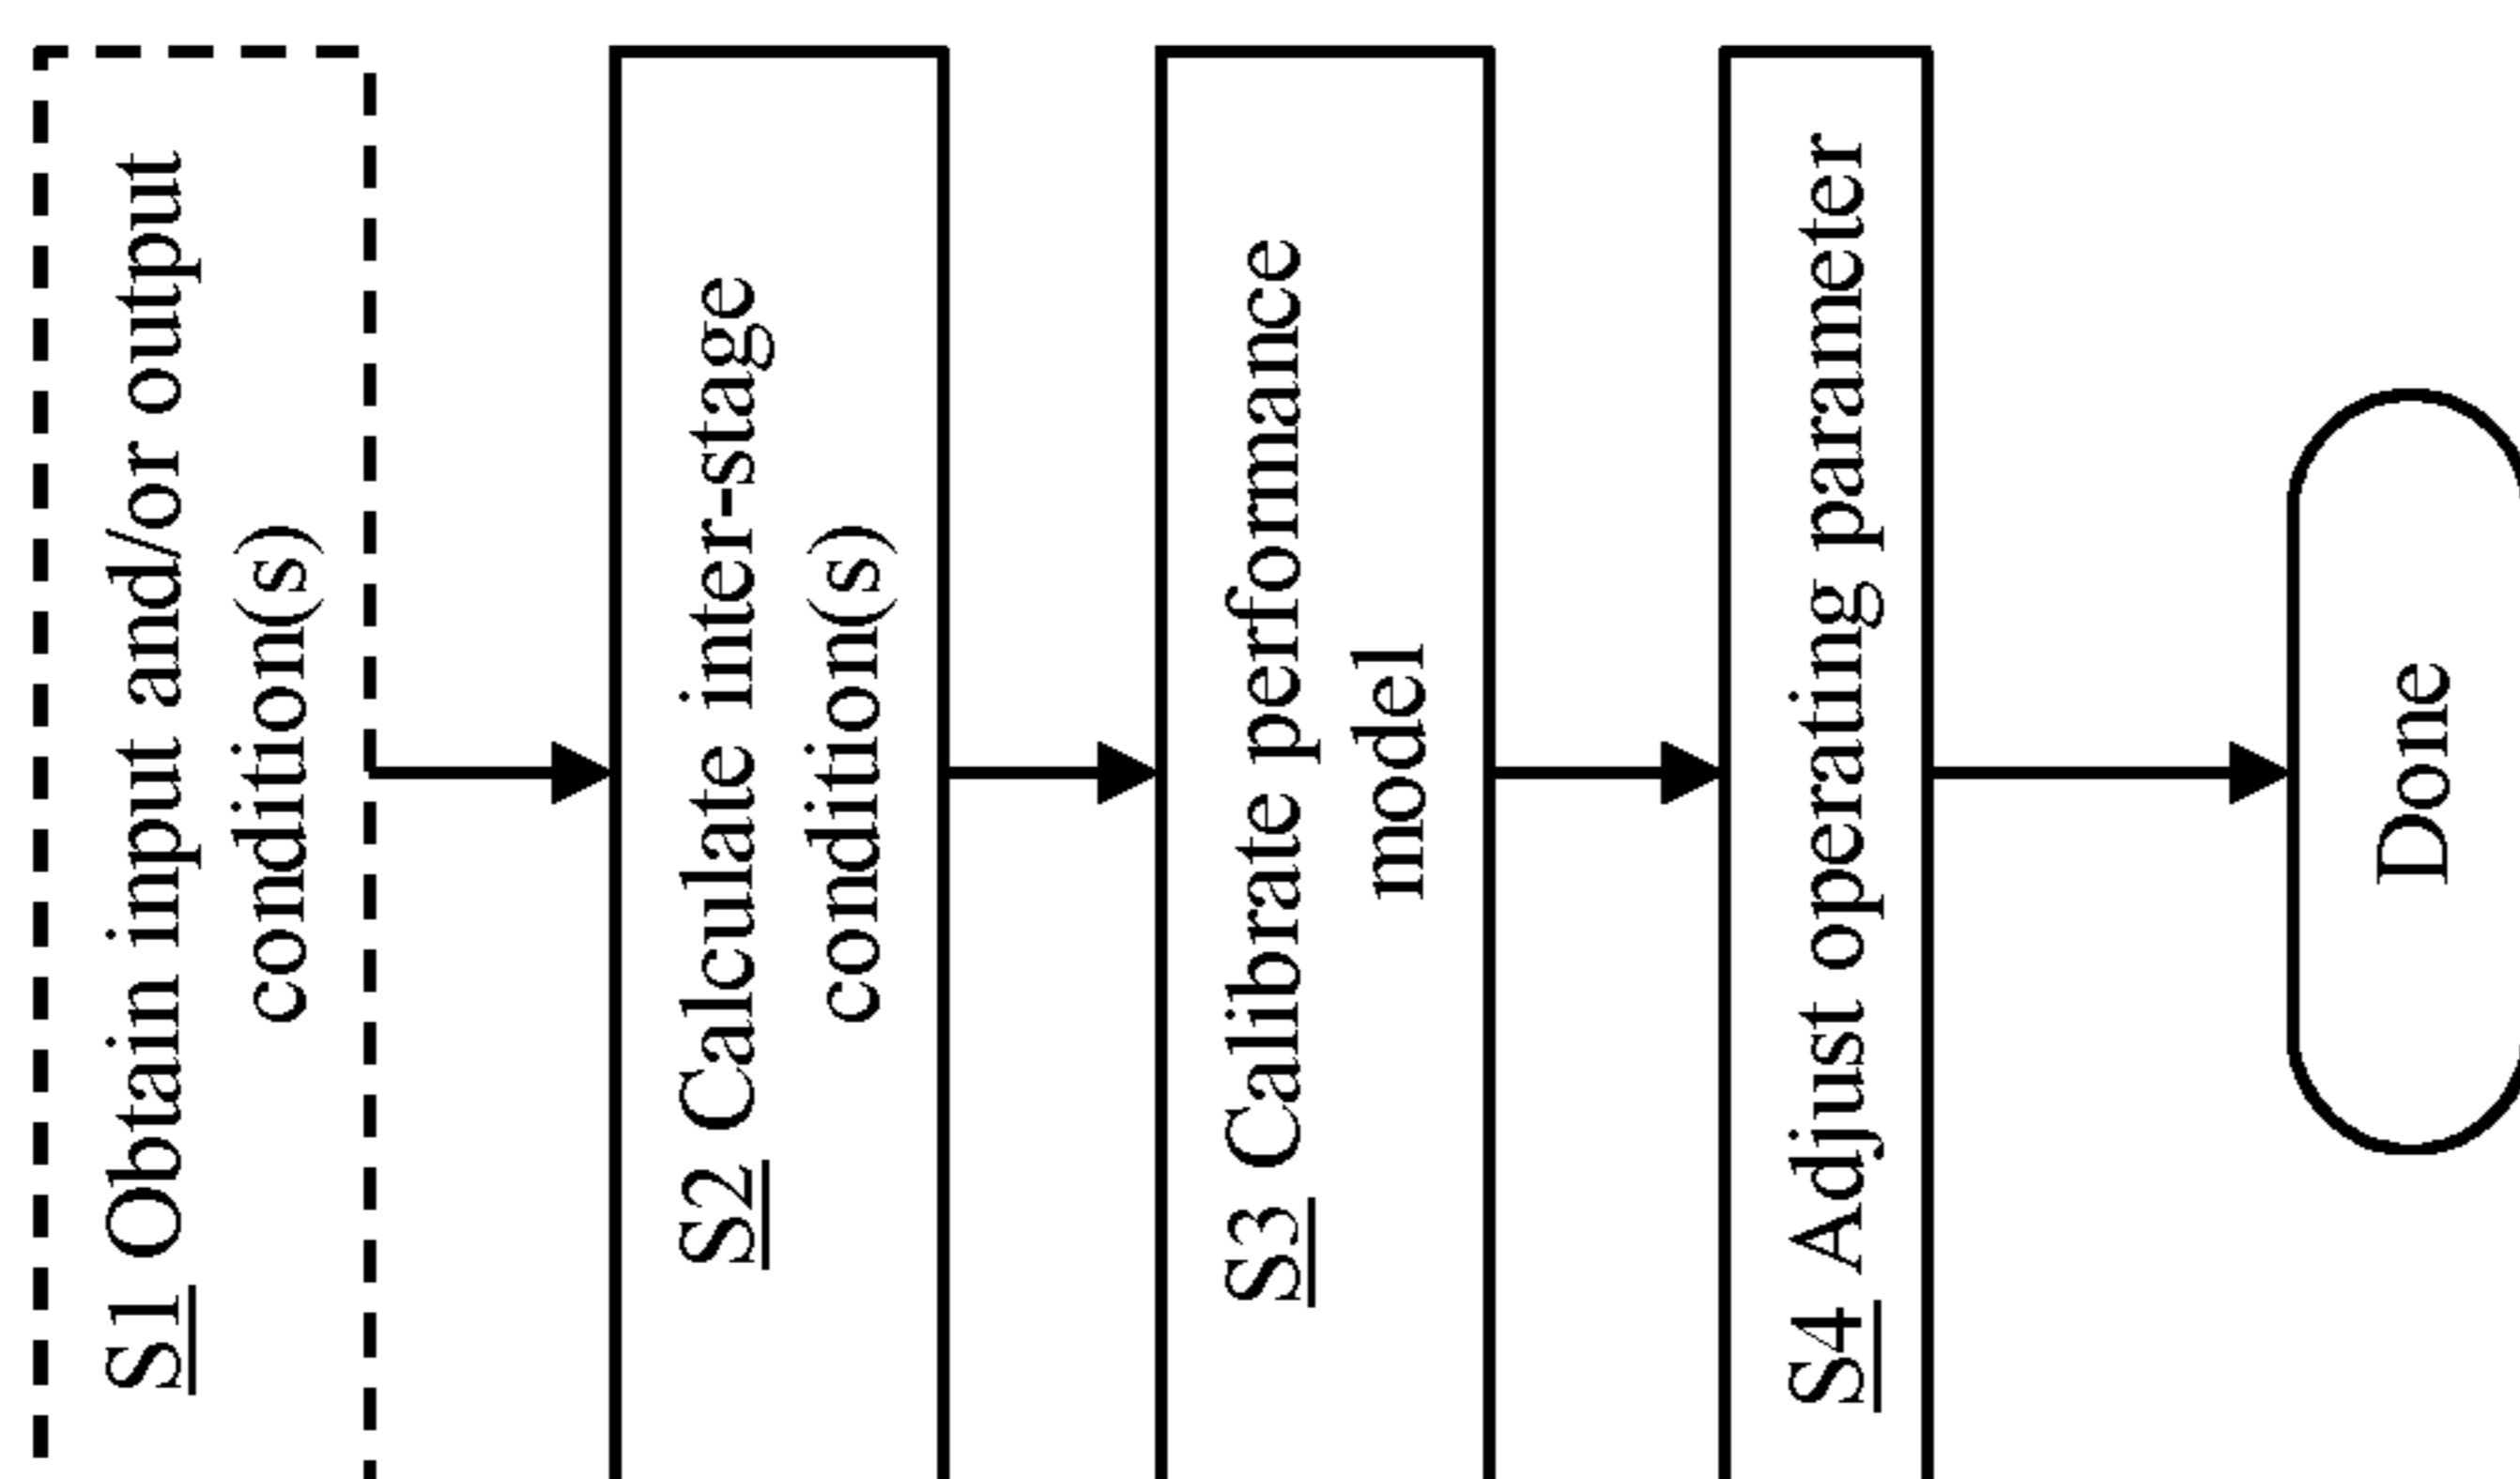 S1 Obtain input and/or output
condition(s)
S2 Calculate inter-stage
condition(s)
S3 Calibrate performance
model
S4 Adjust operating parameter
Done